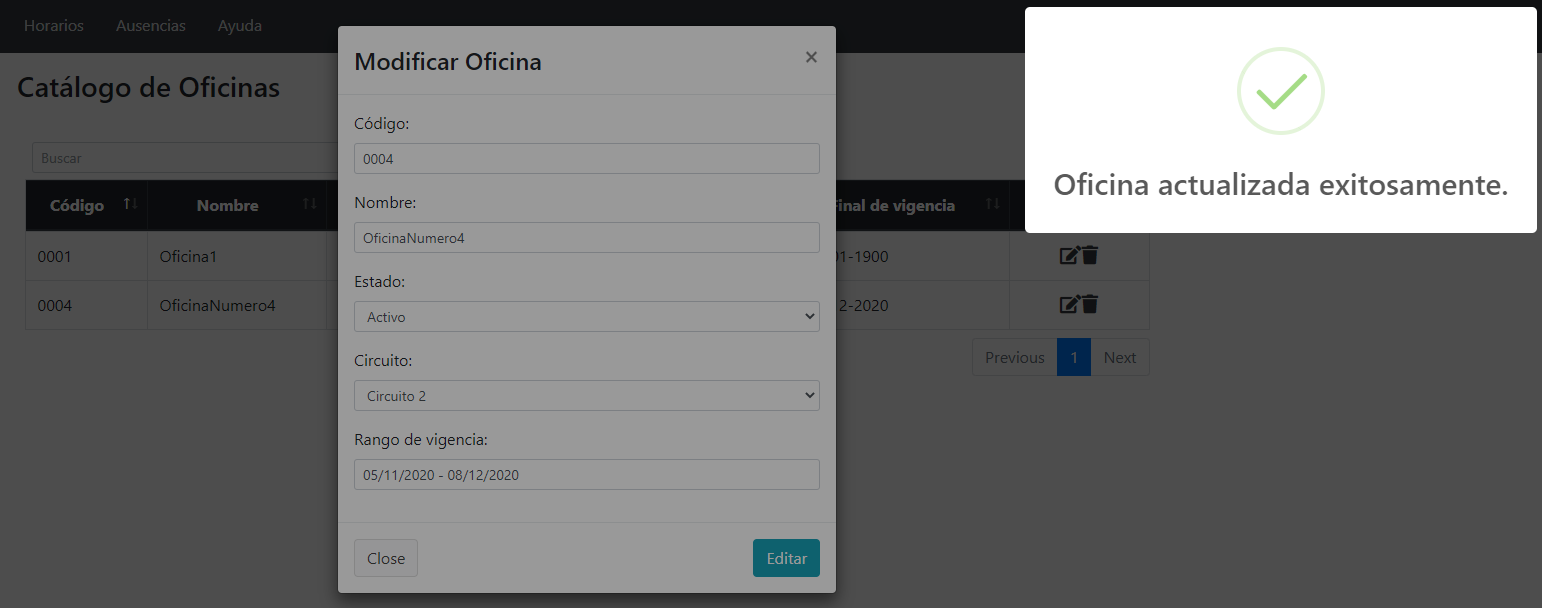 Horarios Ausencias Ayuda
Catálogo de Oficinas
Buscar
Código Nombre
Final de vigencia
0001 Oficina1
01-1900
0004 OficinaNumero4
2-2020
Previous 1 Next
Modificar Oficina
×
Código:
0004
Nombre:
OficinaNumero4
Estado:
Activo
Circuito:
Circuito 2
Rango de vigencia:
05/11/2020 - 08/12/2020
Close Editar
Oficina actualizada exitosamente.